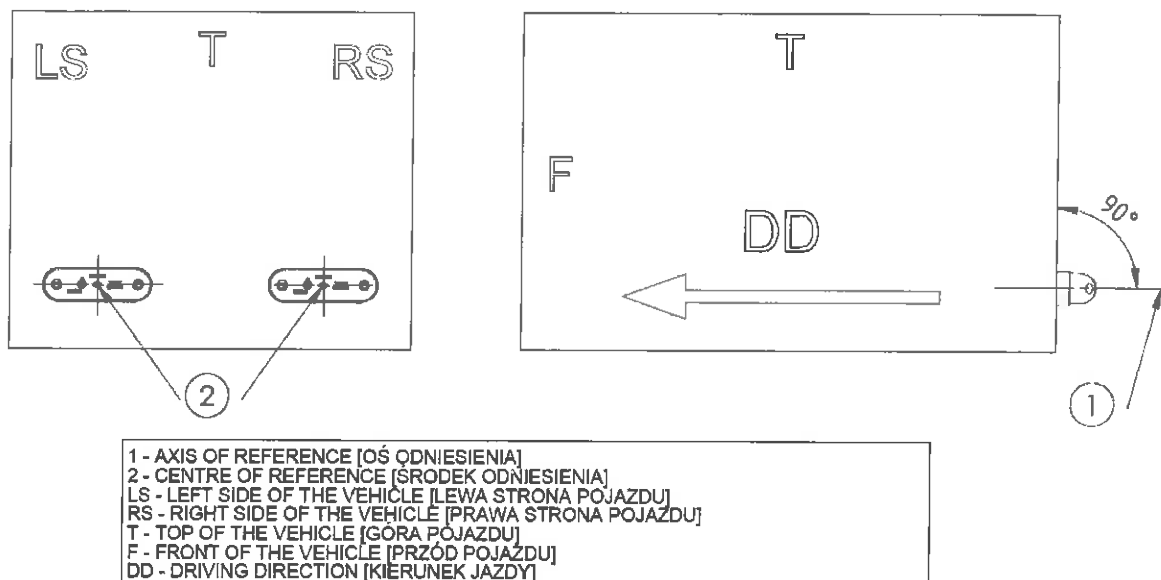 LS T RS
T
F
DD
90°
2
1
1 - AXIS OF REFERENCE [OŚ ODNIESIENIA]
2 - CENTRE OF REFERENCE [ŚRODEK ODNIESIENIA]
LS - LEFT SIDE OF THE VEHICLE [LEWA STRONA POJAZDU]
RS - RIGHT SIDE OF THE VEHICLE [PRAWA STRONA POJAZDU]
T - TOP OF THE VEHICLE [GÓRA POJAZDU]
F - FRONT OF THE VEHICLE [PRZÓD POJAZDU]
DD - DRIVING DIRECTION [KIERUNEK JAZDY]